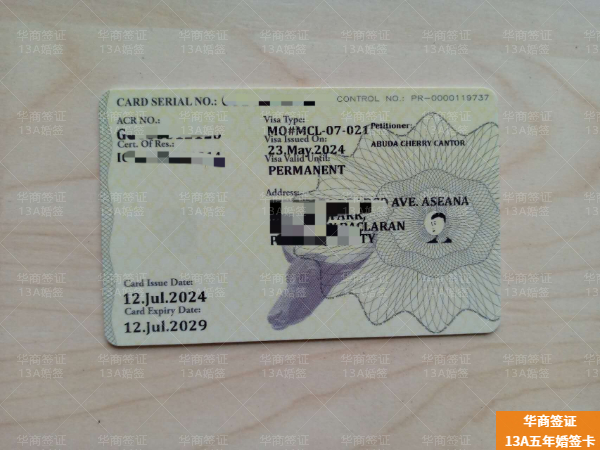 CARD SERIAL NO.:
CONTROL NO.: PR-0000119737
ACR NO.:
Cert. Of Res.:
Visa Type:
MO#MCL-07-021
Visa Issued On:
23.May.2024
Visa Valid Until:
PERMANENT
Petitioner:
ABUDA CHERRY CANTOR
Address:
AVE. ASEANA
PARK,
BACLARAN
TY
Card Issue Date:
12.Jul.2024
Card Expiry Date:
12.Jul.2029
华商签证
13A婚签
华商签证
13A五年婚签卡